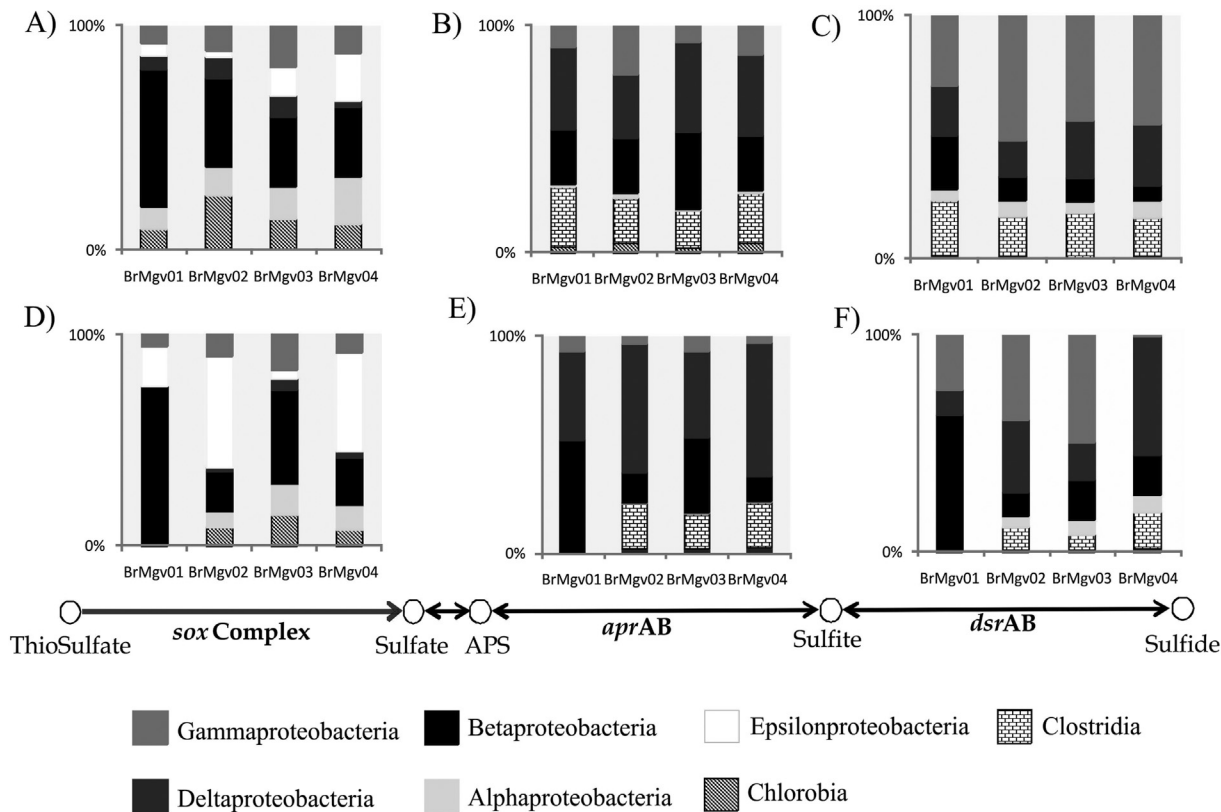 A)
100%
0%
BrMgv01 BrMgv02 BrMgv03 BrMgv04
B)
100%
0%
BrMgv01 BrMgv02 BrMgv03 BrMgv04
C)
100%
0%
BrMgv01 BrMgv02 BrMgv03 BrMgv04
D)
100%
0%
BrMgv01 BrMgv02 BrMgv03 BrMgv04
E)
100%
0%
BrMgv01 BrMgv02 BrMgv03 BrMgv04
F)
100%
0%
BrMgv01 BrMgv02 BrMgv03 BrMgv04
ThioSulfate sox Complex Sulfate APS aprAB Sulfite dsrAB Sulfide
Gammaproteobacteria Betaproteobacteria Epsilonproteobacteria Clostridia
Deltaproteobacteria Alphaproteobacteria Chlorobia